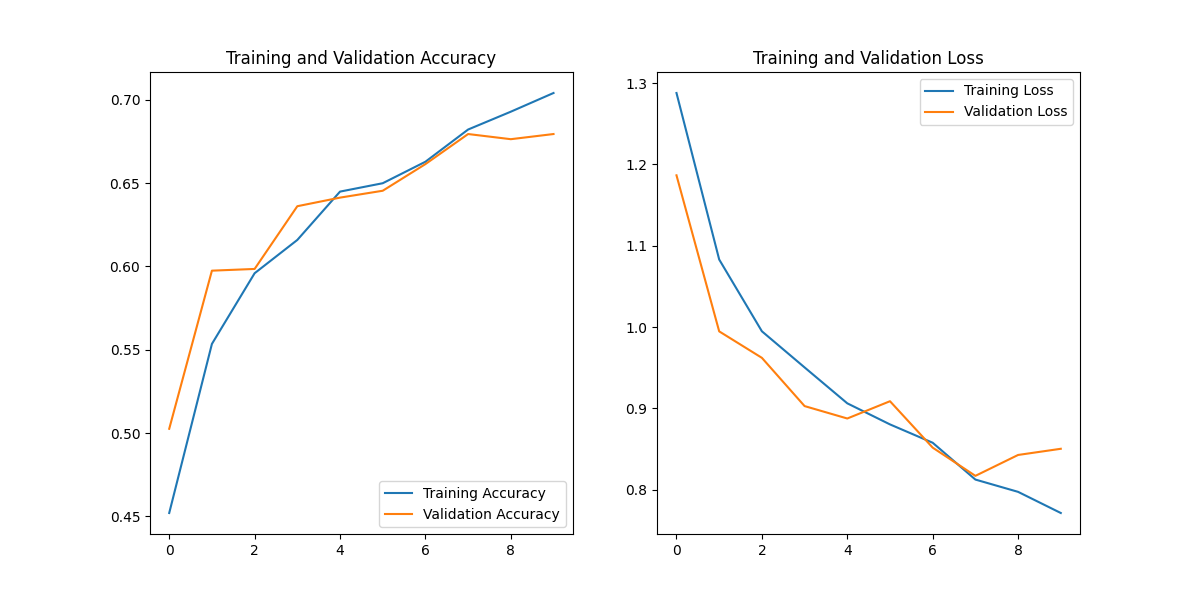 Training and Validation Accuracy
0.70
0.65
0.60
0.55
0.50
0.45
0 2 4 6 8
Training Accuracy
Validation Accuracy
Training and Validation Loss
1.3
1.2
1.1
1.0
0.9
0.8
0 2 4 6 8
Training Loss
Validation Loss